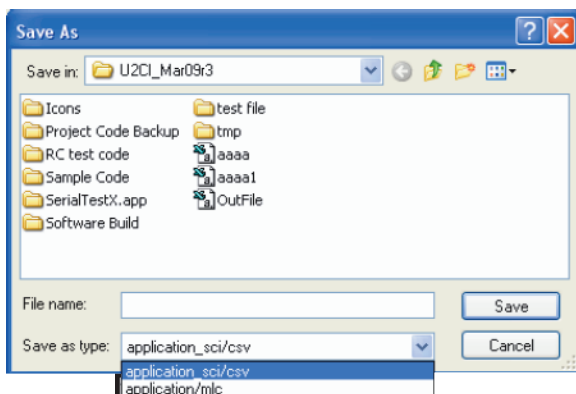 Save As
Save in: U2CI_Mar09r3
Icons
Project Code Backup
RC test code
Sample Code
SerialTestX.app
Software Build
test file
tmp
aaaa
aaaa1
OutFile
File name:
Save
Save as type: application_sci/csv
Cancel
application_sci/csv
application/mlc